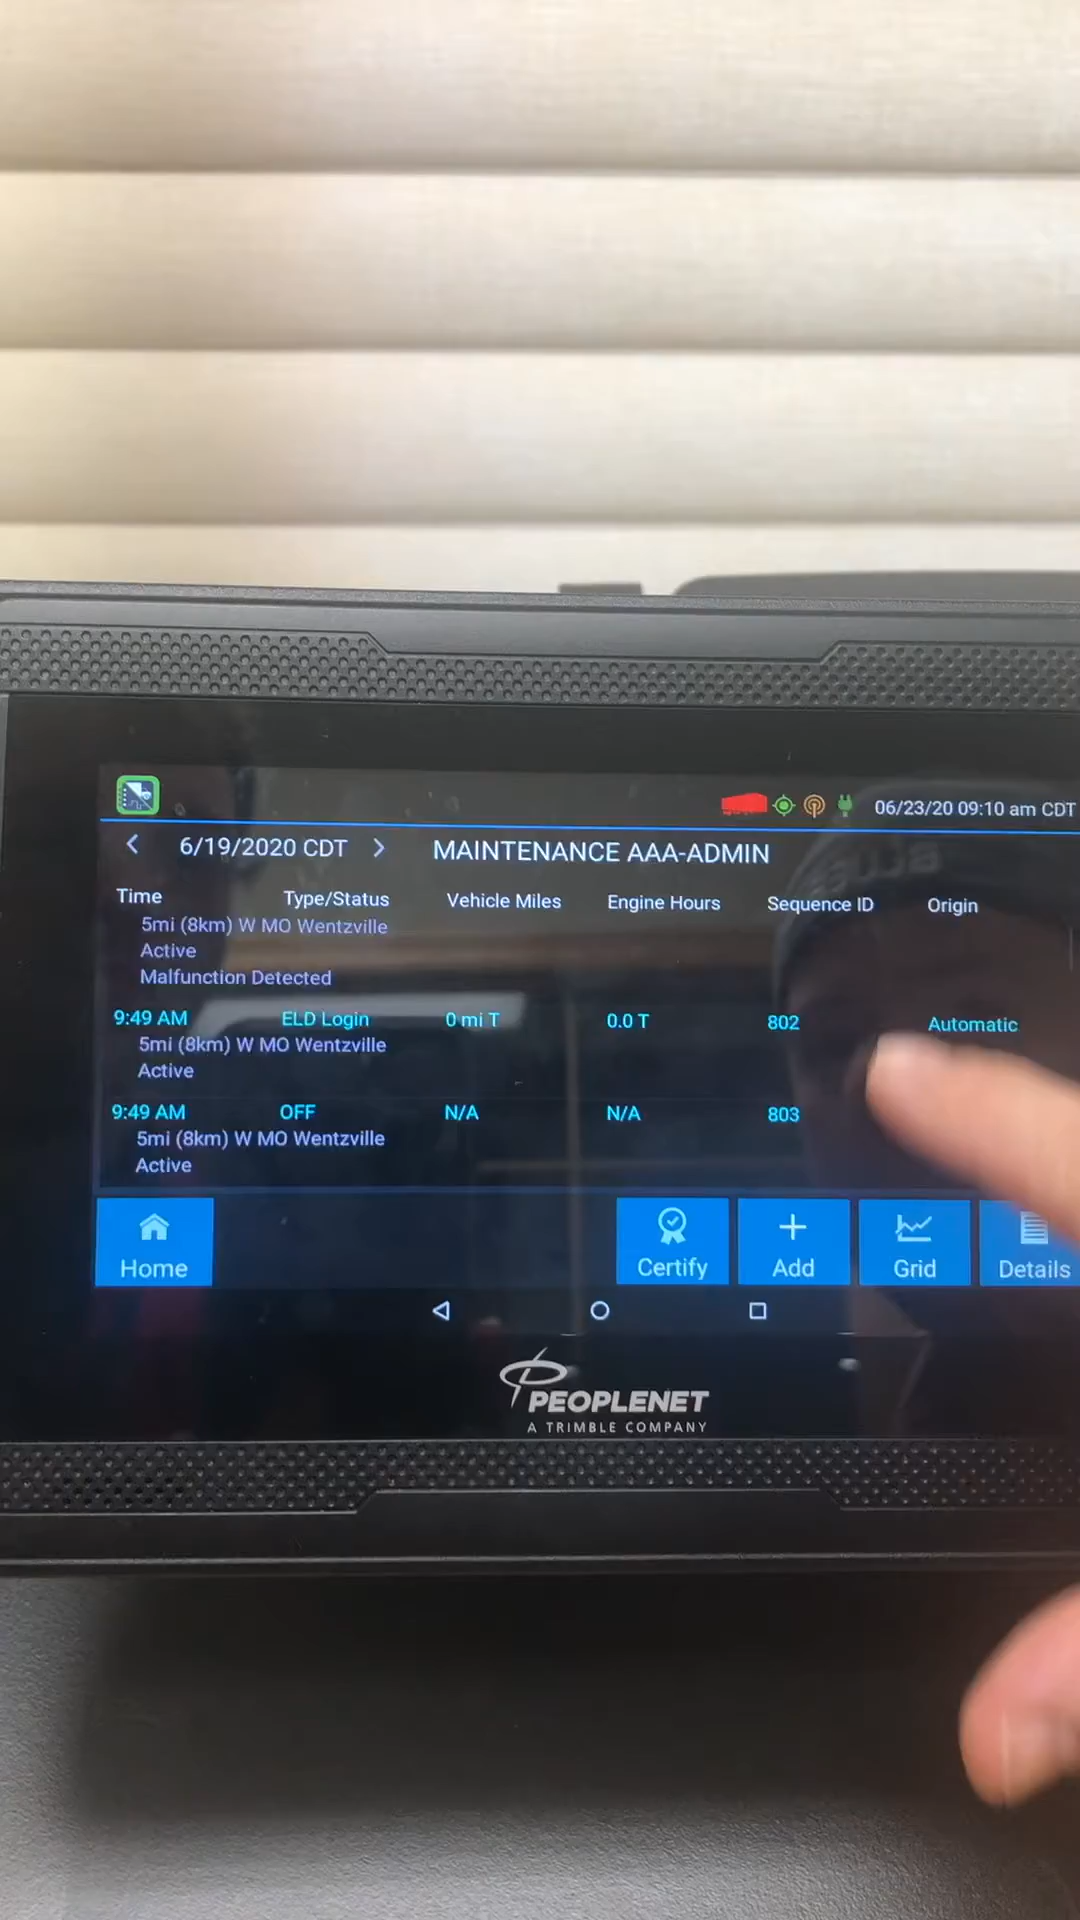 06/23/20 09:10 am CDT
6/19/2020 CDT MAINTENANCE AAA-ADMIN
Time Type/Status Vehicle Miles Engine Hours Sequence ID Origin
5mi (8km) W MO Wentzville
Active
Malfunction Detected
9:49 AM ELD Login 0 mi T 0.0 T 802 Automatic
5mi (8km) W MO Wentzville
Active
9:49 AM OFF N/A N/A 803
5mi (8km) W MO Wentzville
Active
Home Certify Add Grid Details
PEOPLENET
A TRIMBLE COMPANY